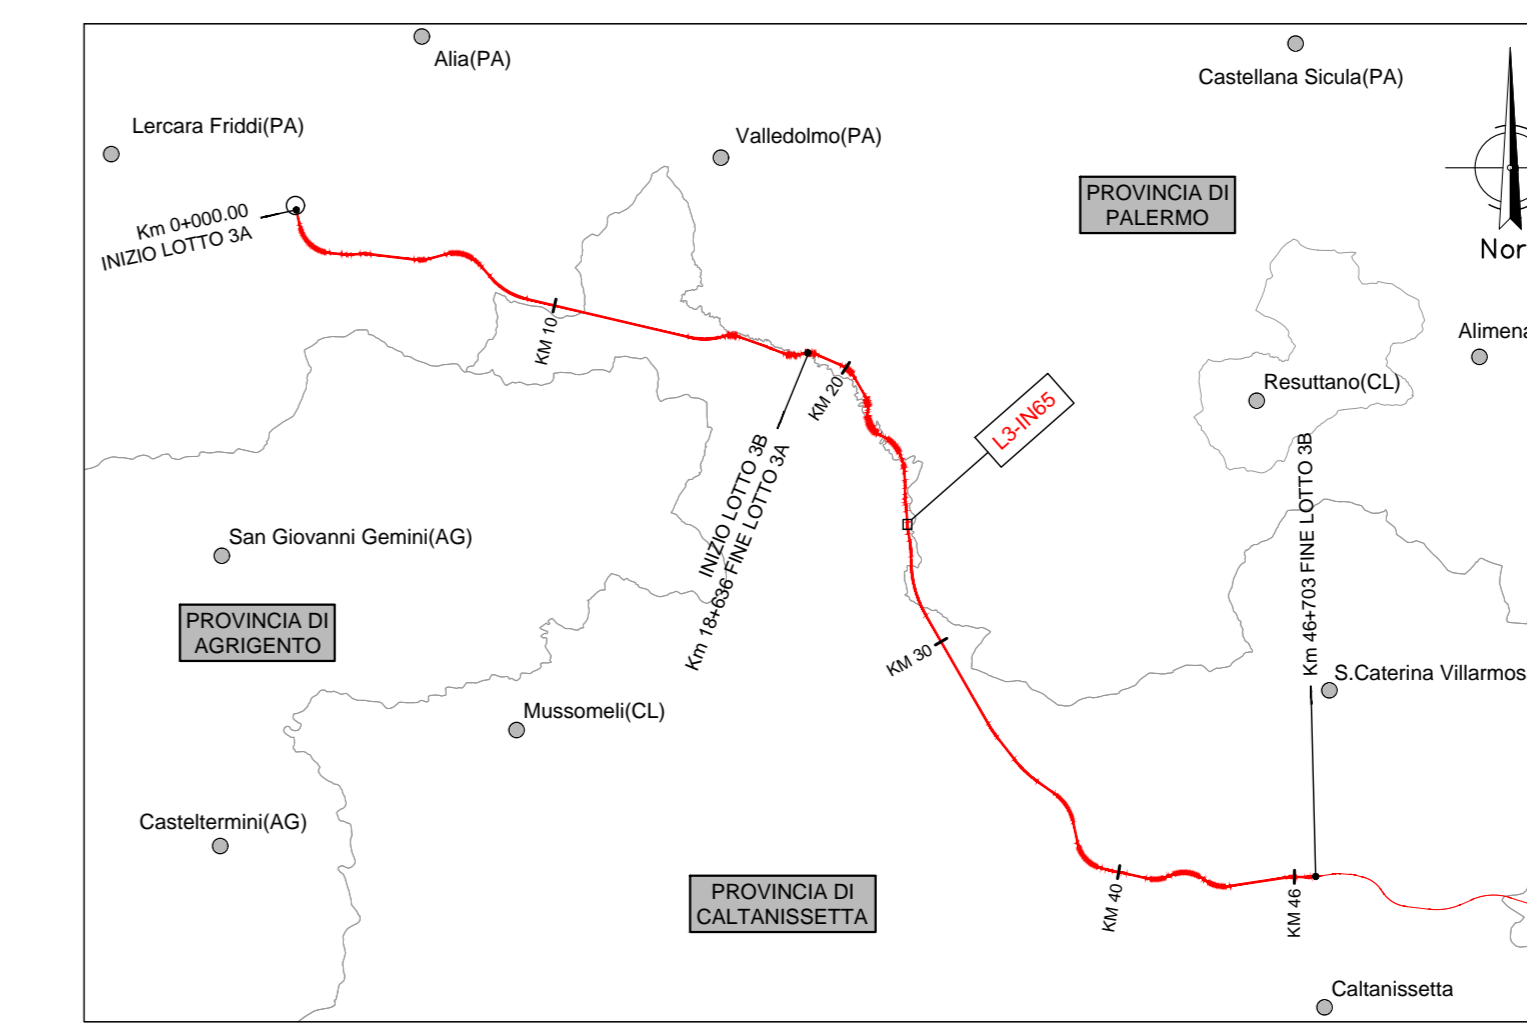 Alia(PA)
Castellana Sicula(PA)
Lercara Friddi(PA)
Valledolmo(PA)
PROVINCIA DI
PALERMO
Km 0+000.00
INIZIO LOTTO 3A
Nor
KM 10
Alimena
KM 20
Resuttano(CL)
L3-IN65
INIZIO LOTTO 3B
Km 18+636 FINE LOTTO 3A
Km 46+703 FINE LOTTO 3B
San Giovanni Gemini(AG)
PROVINCIA DI
AGRIGENTO
KM 30
S.Caterina Villarmos
Mussomeli(CL)
Casteltermini(AG)
PROVINCIA DI
CALTANISSETTA
KM 40
KM 46
Caltanissetta